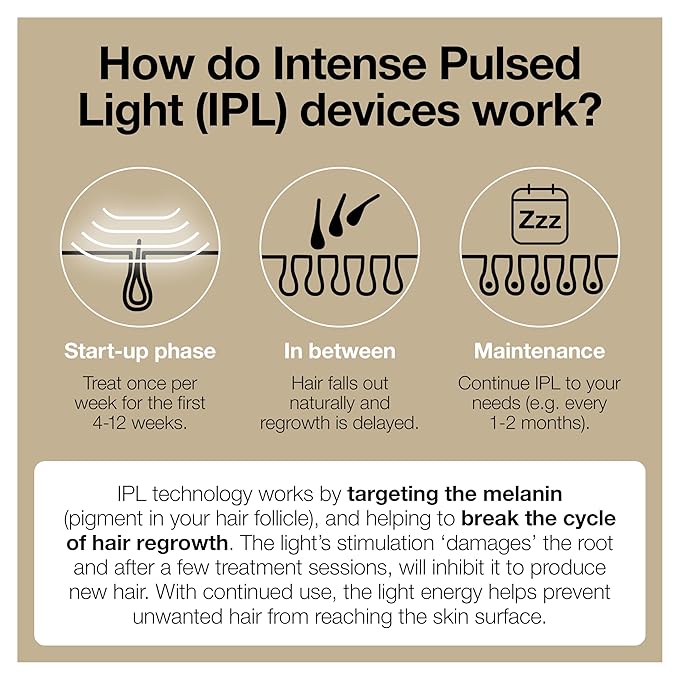 How do Intense Pulsed
Light (IPL) devices work?
Zzz
Start-up phase
Treat once per
week for the first
4-12 weeks.
In between
Hair falls out
naturally and
regrowth is delayed.
Maintenance
Continue IPL to your
needs (e.g. every
1-2 months).
IPL technology works by targeting the melanin
(pigment in your hair follicle), and helping to break the cycle
of hair regrowth. The light's stimulation ‘damages’ the root
and after a few treatment sessions, will inhibit it to produce
new hair. With continued use, the light energy helps prevent
unwanted hair from reaching the skin surface.